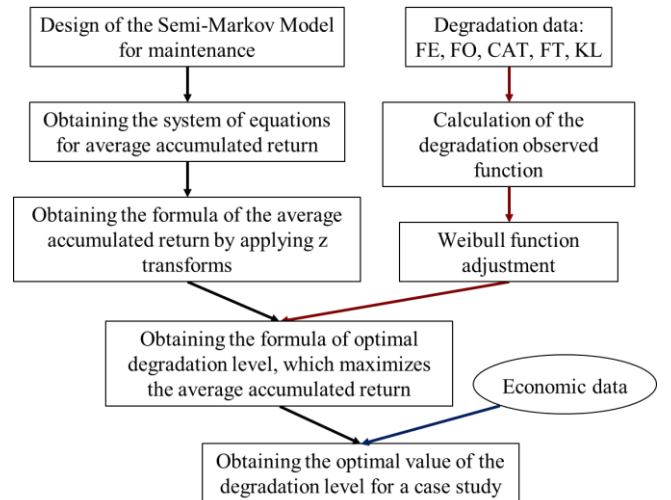 Design of the Semi-Markov Model
for maintenance
Degradation data:
FE, FO, CAT, FT, KL
Obtaining the system of equations
for average accumulated return
Calculation of the
degradation observed
function
Obtaining the formula of the average
accumulated return by applying z
transforms
Weibull function
adjustment
Obtaining the formula of optimal
degradation level, which maximizes
the average accumulated return
Economic data
Obtaining the optimal value of the
degradation level for a case study